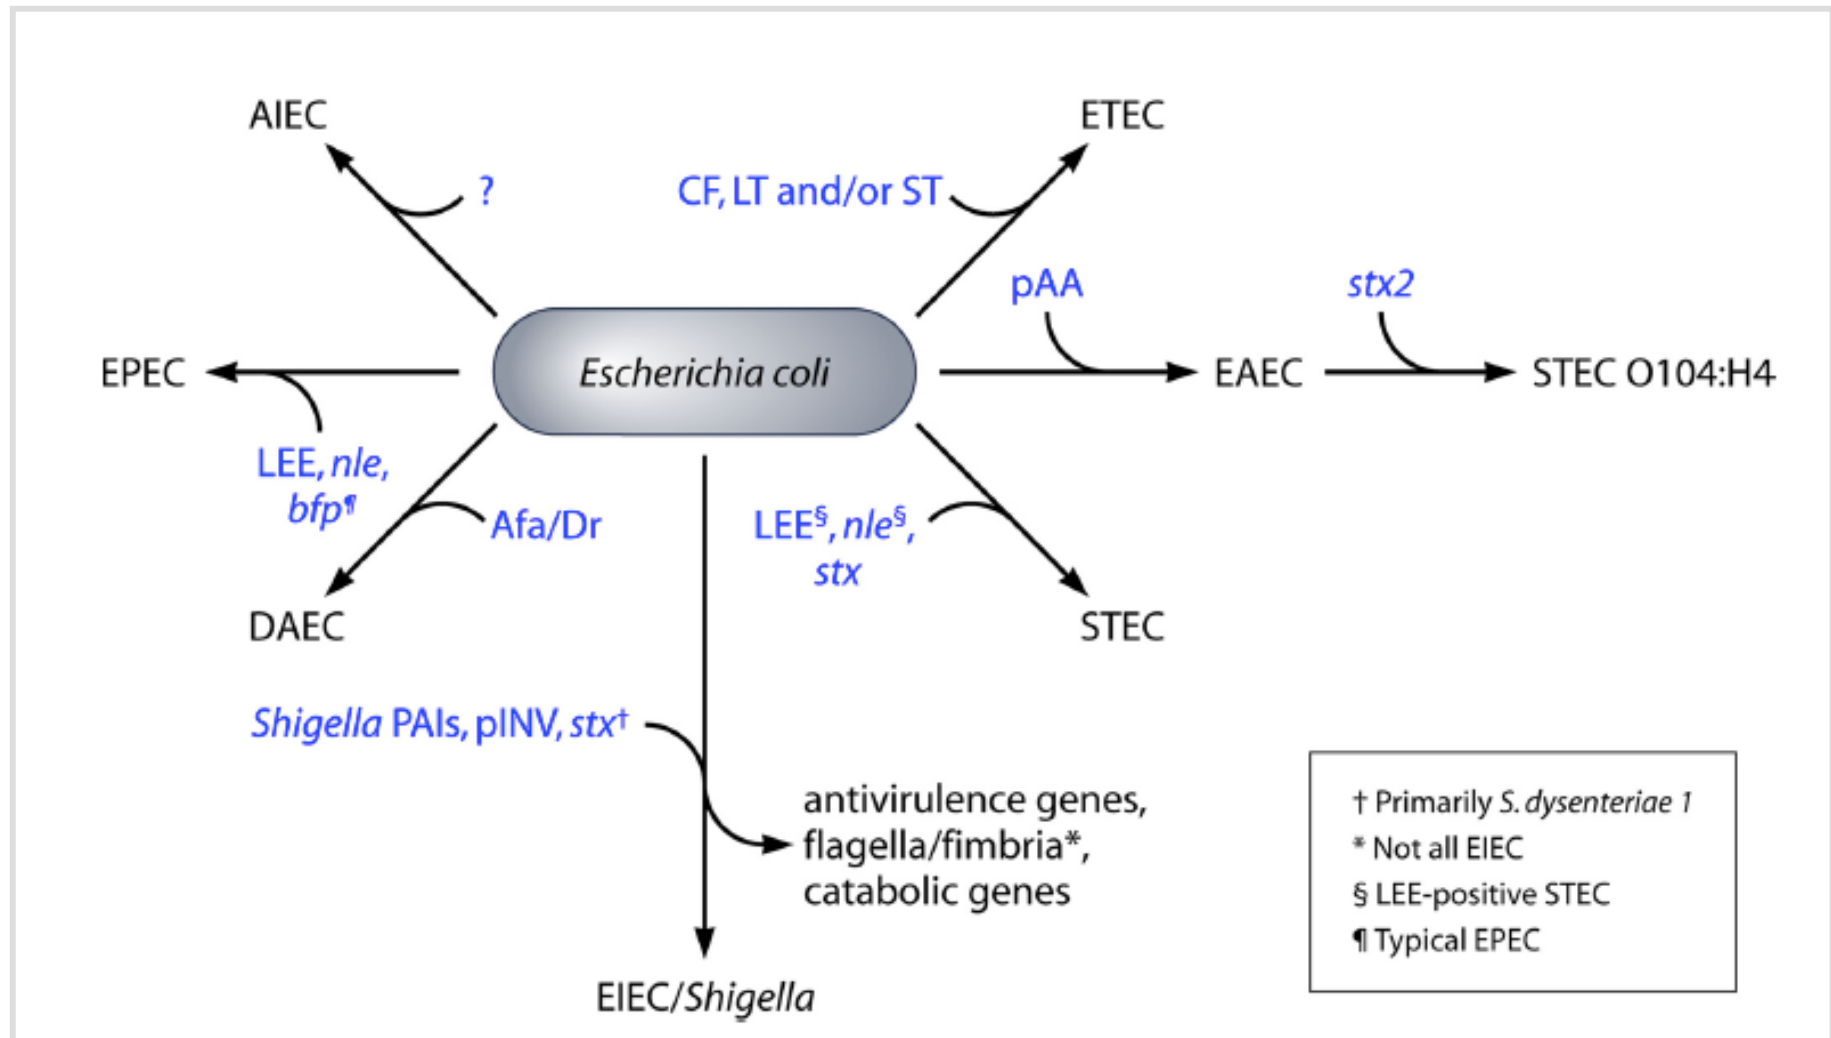 AIEC
ETEC
?
CF, LT and/or ST
pAA
stx2
EPEC
Escherichia coli
EAEC
STEC O104:H4
LEE, nle,
bfp¶
Afa/Dr
LEE§, nle§,
stx
DAEC
STEC
Shigella PAIs, pINV, stx†
antivirulence genes,
flagella/fimbria*,
catabolic genes
EIEC/Shigella
† Primarily S. dysenteriae 1
* Not all EIEC
§ LEE-positive STEC
¶ Typical EPEC